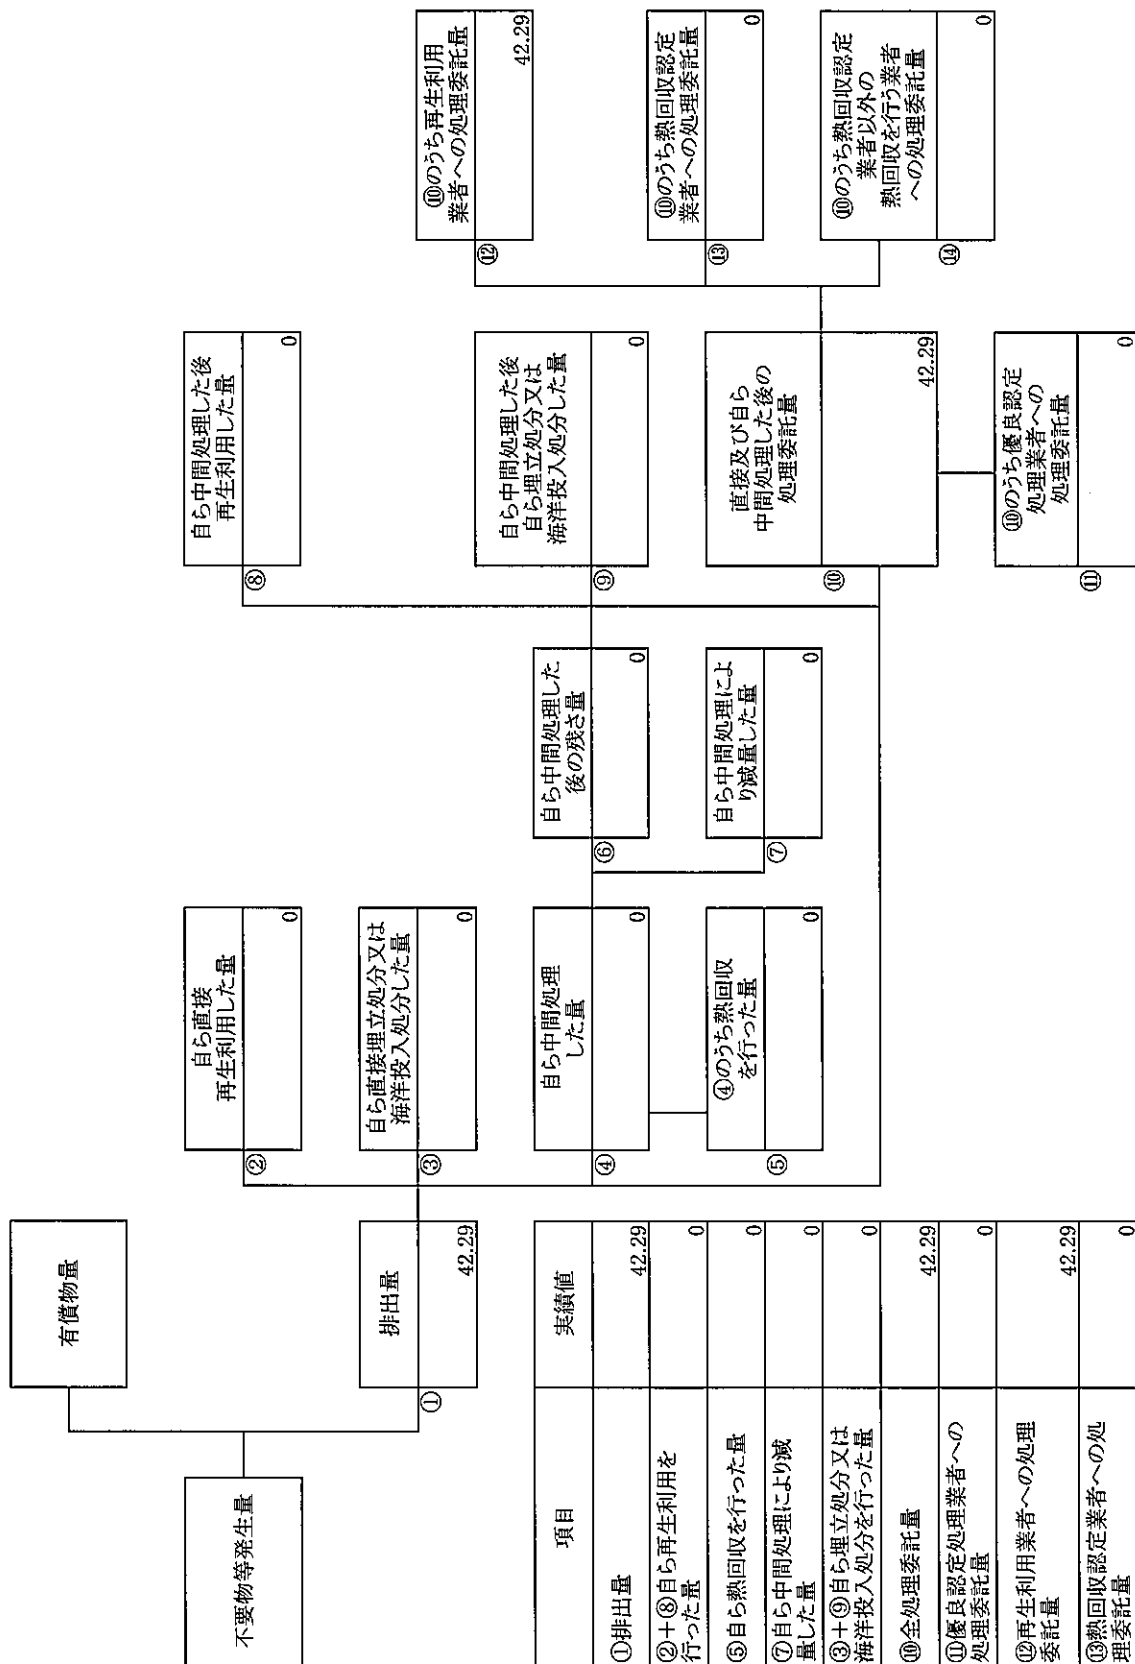 有償物量
不要物等発生量
排出量
①
42.29
自ら直接
再生利用した量
②
0
自ら直接埋立処分又は
海洋投入処分した量
③
0
自ら中間処理
した量
④
0
④のうち熱回収
を行った量
⑤
0
自ら中間処理した
後の残さ量
⑥
0
自ら中間処理によ
り減量した量
⑦
0
自ら中間処理した後
再生利用した量
⑧
0
自ら中間処理した後
自ら埋立処分又は
海洋投入処分した量
⑨
0
直接及び自ら
中間処理した後の
処理委託量
⑩
42.29
⑩のうち優良認定
処理業者への
処理委託量
⑪
0
⑩のうち再生利用
業者への処理委託量
⑫
42.29
⑩のうち熱回収認定
業者への処理委託量
⑬
0
⑩のうち熱回収認定
業者以外の
熱回収を行う業者
への処理委託量
⑭
0
項目
実績値
①排出量
42.29
②+⑧自ら再生利用を
行った量
0
⑤自ら熱回収を行った量
0
⑦自ら中間処理により減
量した量
0
③+⑨自ら埋立処分又は
海洋投入処分を行った量
0
⑩全処理委託量
42.29
⑪優良認定処理業者への
処理委託量
0
⑫再生利用業者への処理
委託量
42.29
⑬熱回収認定業者への処
理委託量
0